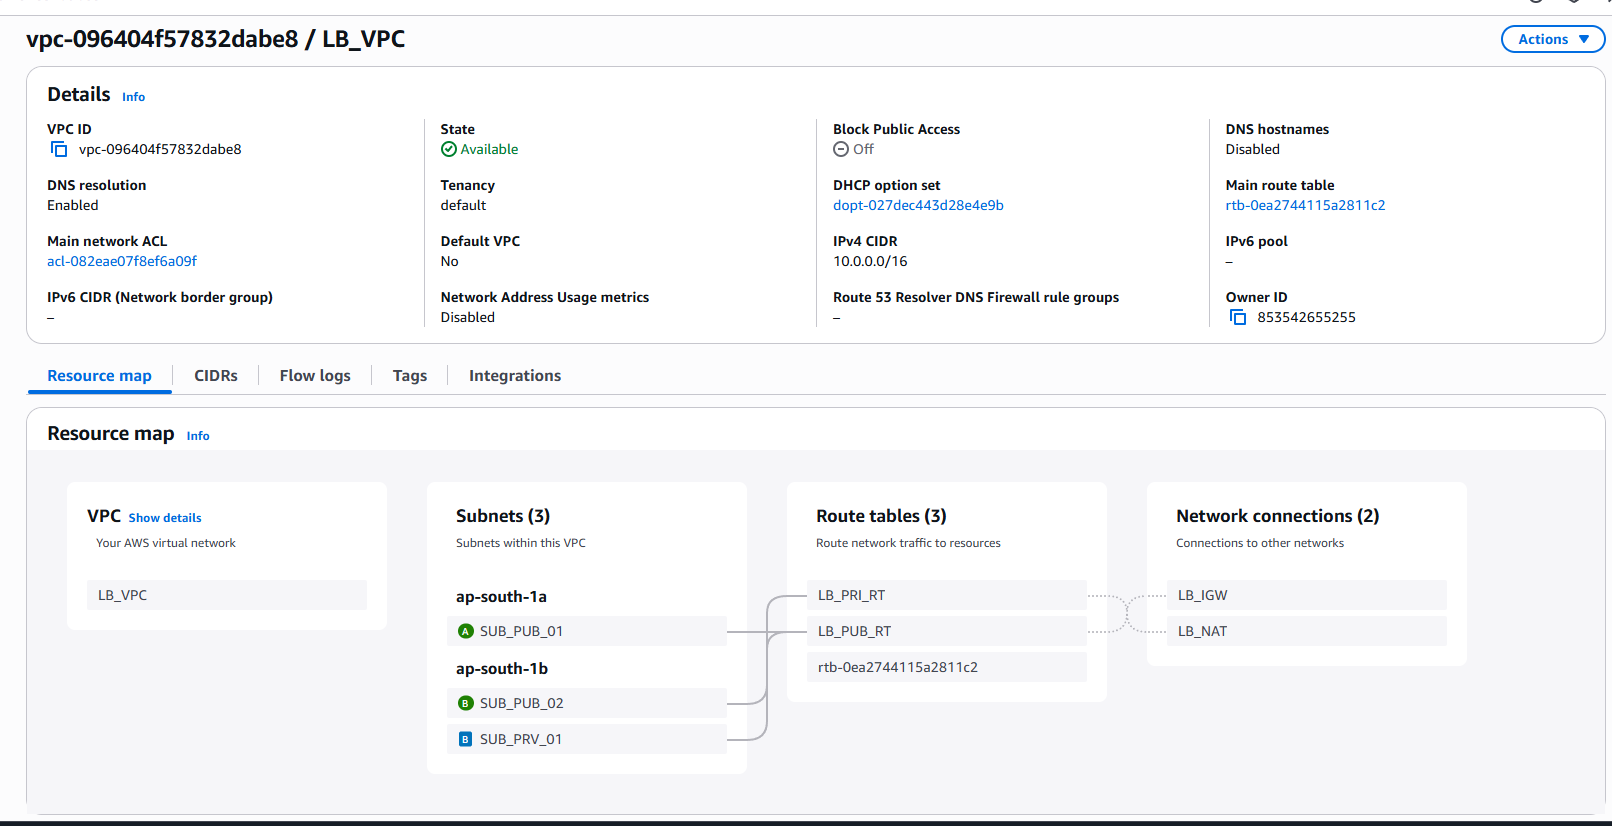 vpc-096404f57832dabe8 / LB_VPC
Actions
Details Info
VPC ID
vpc-096404f57832dabe8
State
Available
Block Public Access
Off
DNS hostnames
Disabled
DNS resolution
Enabled
Tenancy
default
DHCP option set
dopt-027dec443d28e4e9b
Main route table
rtb-0ea2744115a2811c2
Main network ACL
acl-082eae07f8ef6a09f
Default VPC
No
IPv4 CIDR
10.0.0.0/16
IPv6 pool
–
IPv6 CIDR (Network border group)
–
Network Address Usage metrics
Disabled
Route 53 Resolver DNS Firewall rule groups
–
Owner ID
853542655255
Resource map
CIDRs
Flow logs
Tags
Integrations
Resource map Info
VPC Show details
Your AWS virtual network
LB_VPC
Subnets (3)
Subnets within this VPC
ap-south-1a
A SUB_PUB_01
ap-south-1b
B SUB_PUB_02
B SUB_PRV_01
Route tables (3)
Route network traffic to resources
LB_PRI_RT
LB_PUB_RT
rtb-0ea2744115a2811c2
Network connections (2)
Connections to other networks
LB_IGW
LB_NAT